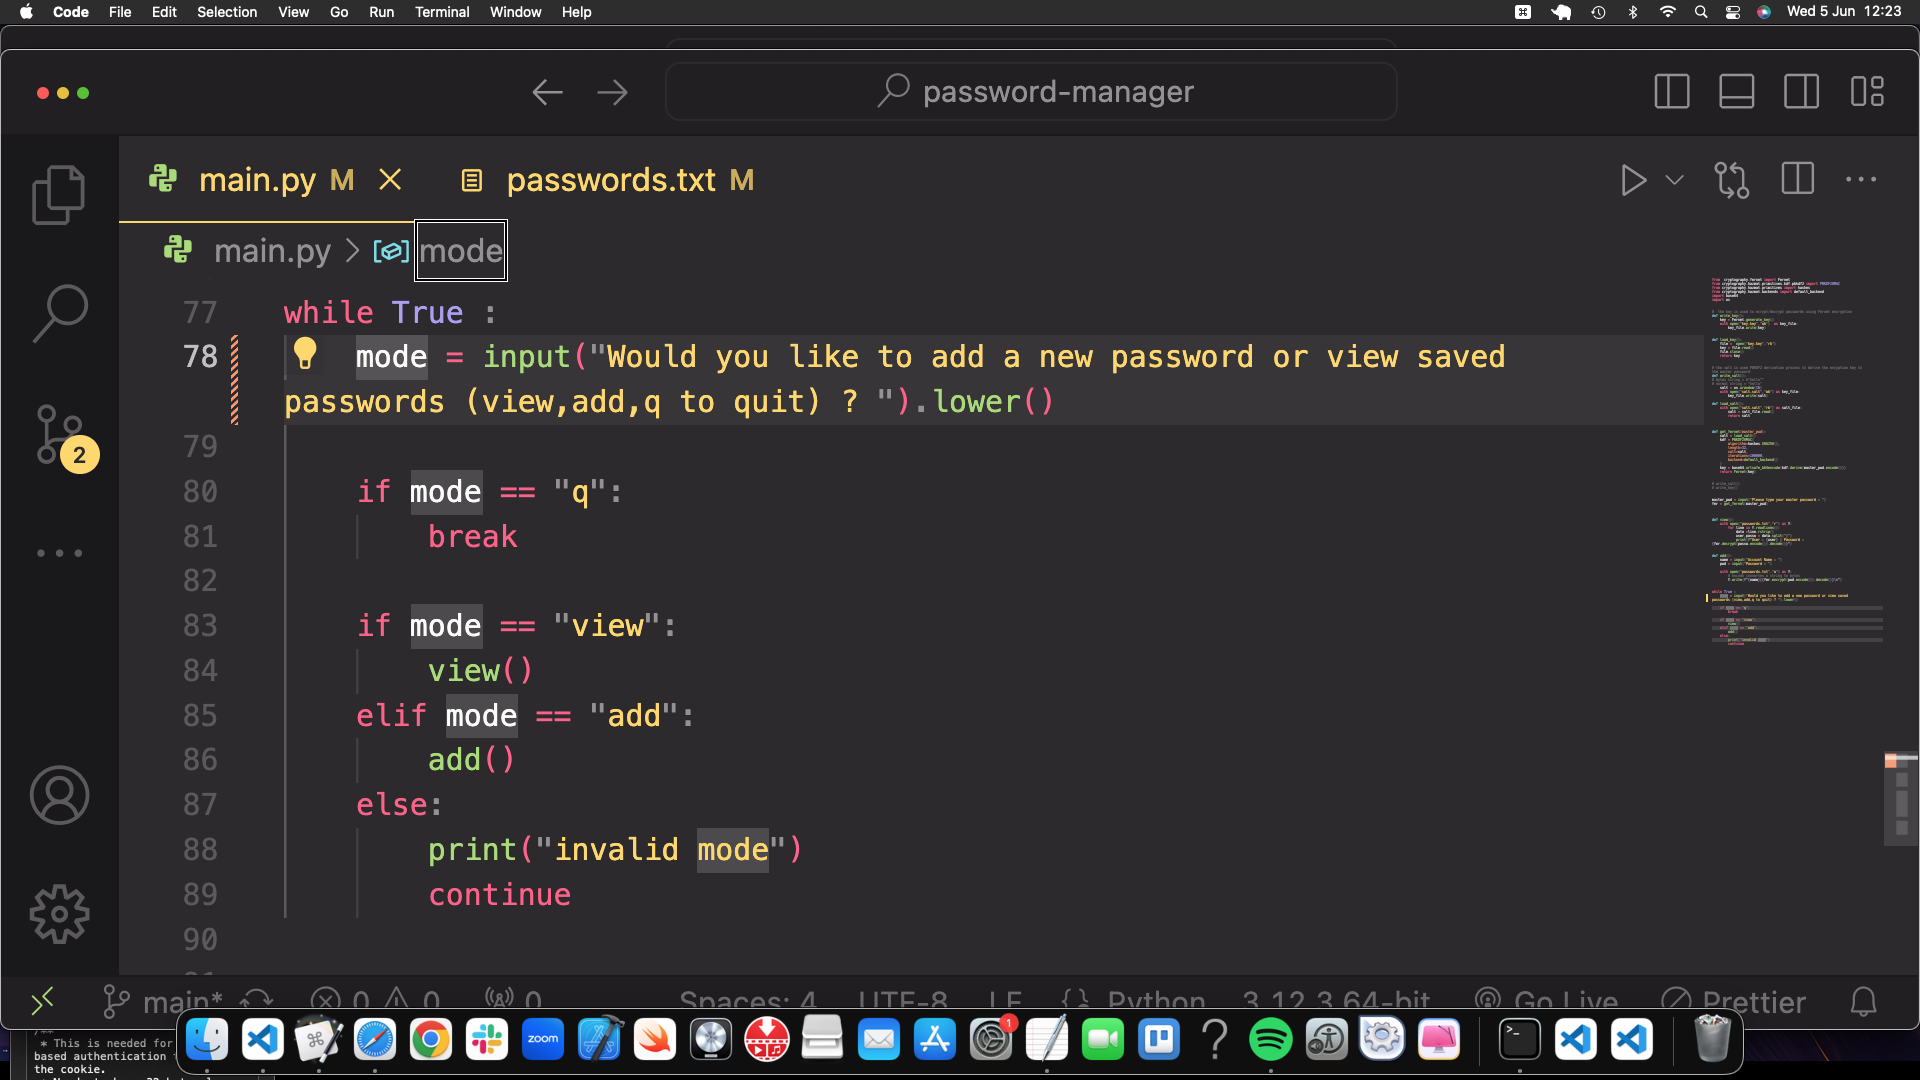 Code File Edit Selection View Go Run Terminal Window Help Wed 5 Jun 12:23
password-manager
main.py M passwords.txt M
main.py > mode
77 while True :
78 mode = input("Would you like to add a new password or view saved
passwords (view,add,q to quit) ? ").lower()
79
80 if mode == "q":
81 break
82
83 if mode == "view":
84 view()
85 elif mode == "add":
86 add()
87 else:
88 print("invalid mode")
89 continue
90
2
main* 0 0 0 Spaces: 4 UTF-8 LF {} Python 3.12.3 64-bit Go Live Prettier
zoom
1
* This is needed for
based authentication
the cookie.